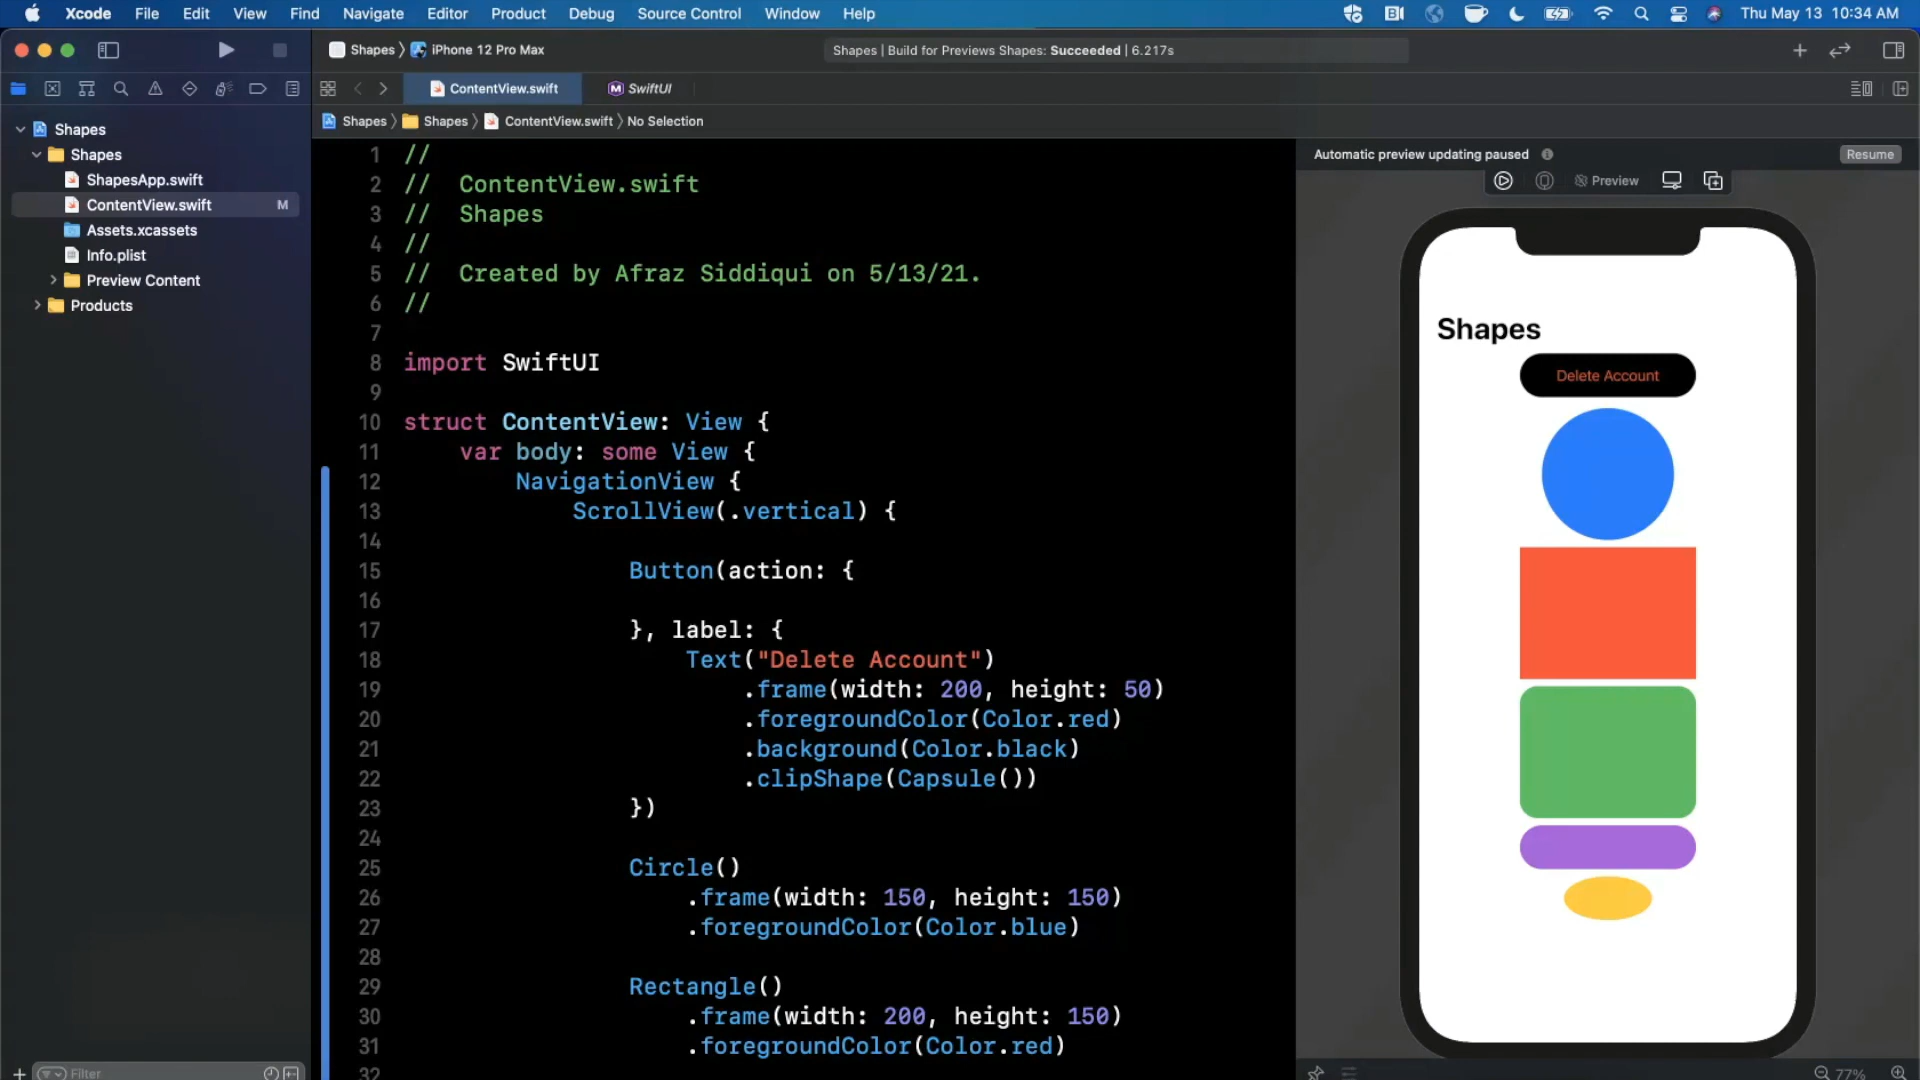 Xcode File Edit View Find Navigate Editor Product Debug Source Control Window Help
Thu May 13 10:34 AM
Shapes
iPhone 12 Pro Max
Shapes | Build for Previews Shapes: Succeeded | 6.217s
ContentView.swift
SwiftUI
Shapes
Shapes
ContentView.swift
No Selection
Shapes
Shapes
ShapesApp.swift
ContentView.swift M
Assets.xcassets
Info.plist
Preview Content
Products
Filter
1 //
2 //  ContentView.swift
3 //  Shapes
4 //
5 //  Created by Afraz Siddiqui on 5/13/21.
6 //
7
8 import SwiftUI
9
10 struct ContentView: View {
11     var body: some View {
12         NavigationView {
13             ScrollView(.vertical) {
14
15                 Button(action: {
16
17                 }, label: {
18                     Text("Delete Account")
19                         .frame(width: 200, height: 50)
20                         .foregroundColor(Color.red)
21                         .background(Color.black)
22                         .clipShape(Capsule())
23                 })
24
25                 Circle()
26                     .frame(width: 150, height: 150)
27                     .foregroundColor(Color.blue)
28
29                 Rectangle()
30                     .frame(width: 200, height: 150)
31                     .foregroundColor(Color.red)
32
Automatic preview updating paused
Resume
Preview
Shapes
Delete Account
77%